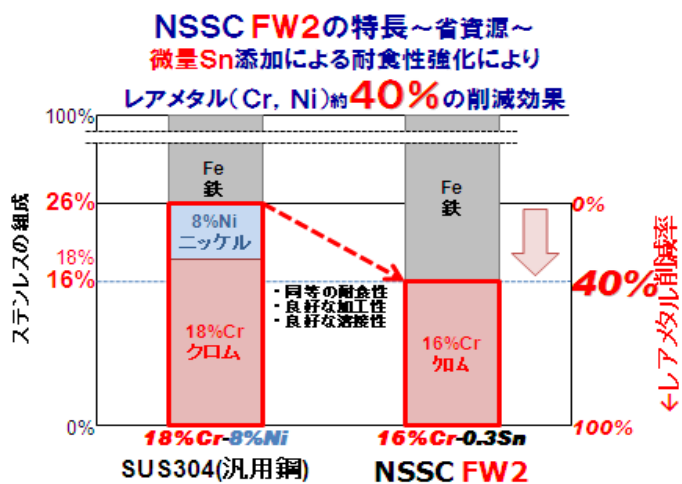 NSSC FW2の特長~省資源~
微量Sn添加による耐食性強化により
レアメタル(Cr, Ni)約40%の削減効果
100%
Fe
鉄
Fe
鉄
26%
0%
8%Ni
ニッケル
18%
16%
40%
・同等の耐食性
・良好な加工性
・良好な溶接性
18%Cr
クロム
16%Cr
クロム
0%
100%
ステンレスの組成
←レアメタル削減率
18%Cr-8%Ni
16%Cr-0.3Sn
SUS304(汎用鋼)
NSSC FW2